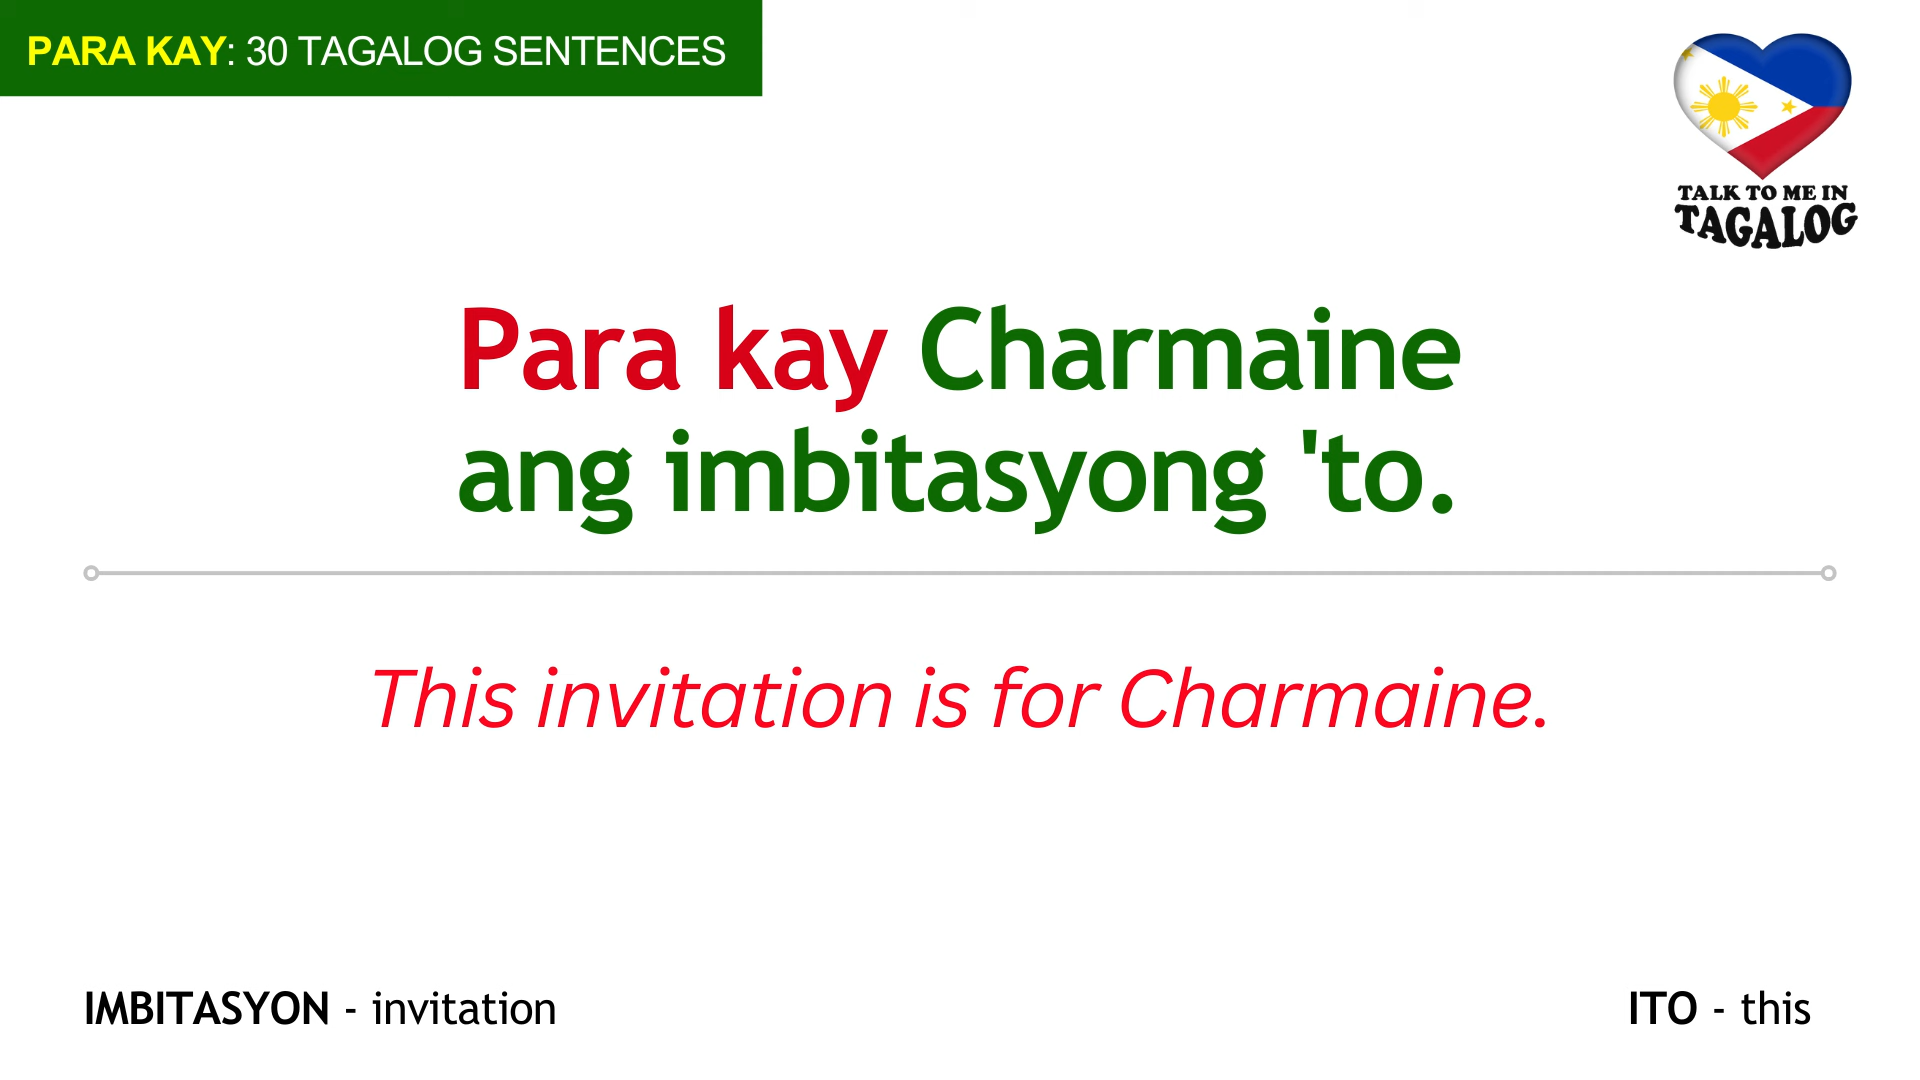 PARA KAY: 30 TAGALOG SENTENCES
TALK TO ME IN
TAGALOG
Para kay Charmaine
ang imbitasyong 'to.
This invitation is for Charmaine.
IMBITASYON - invitation
ITO - this